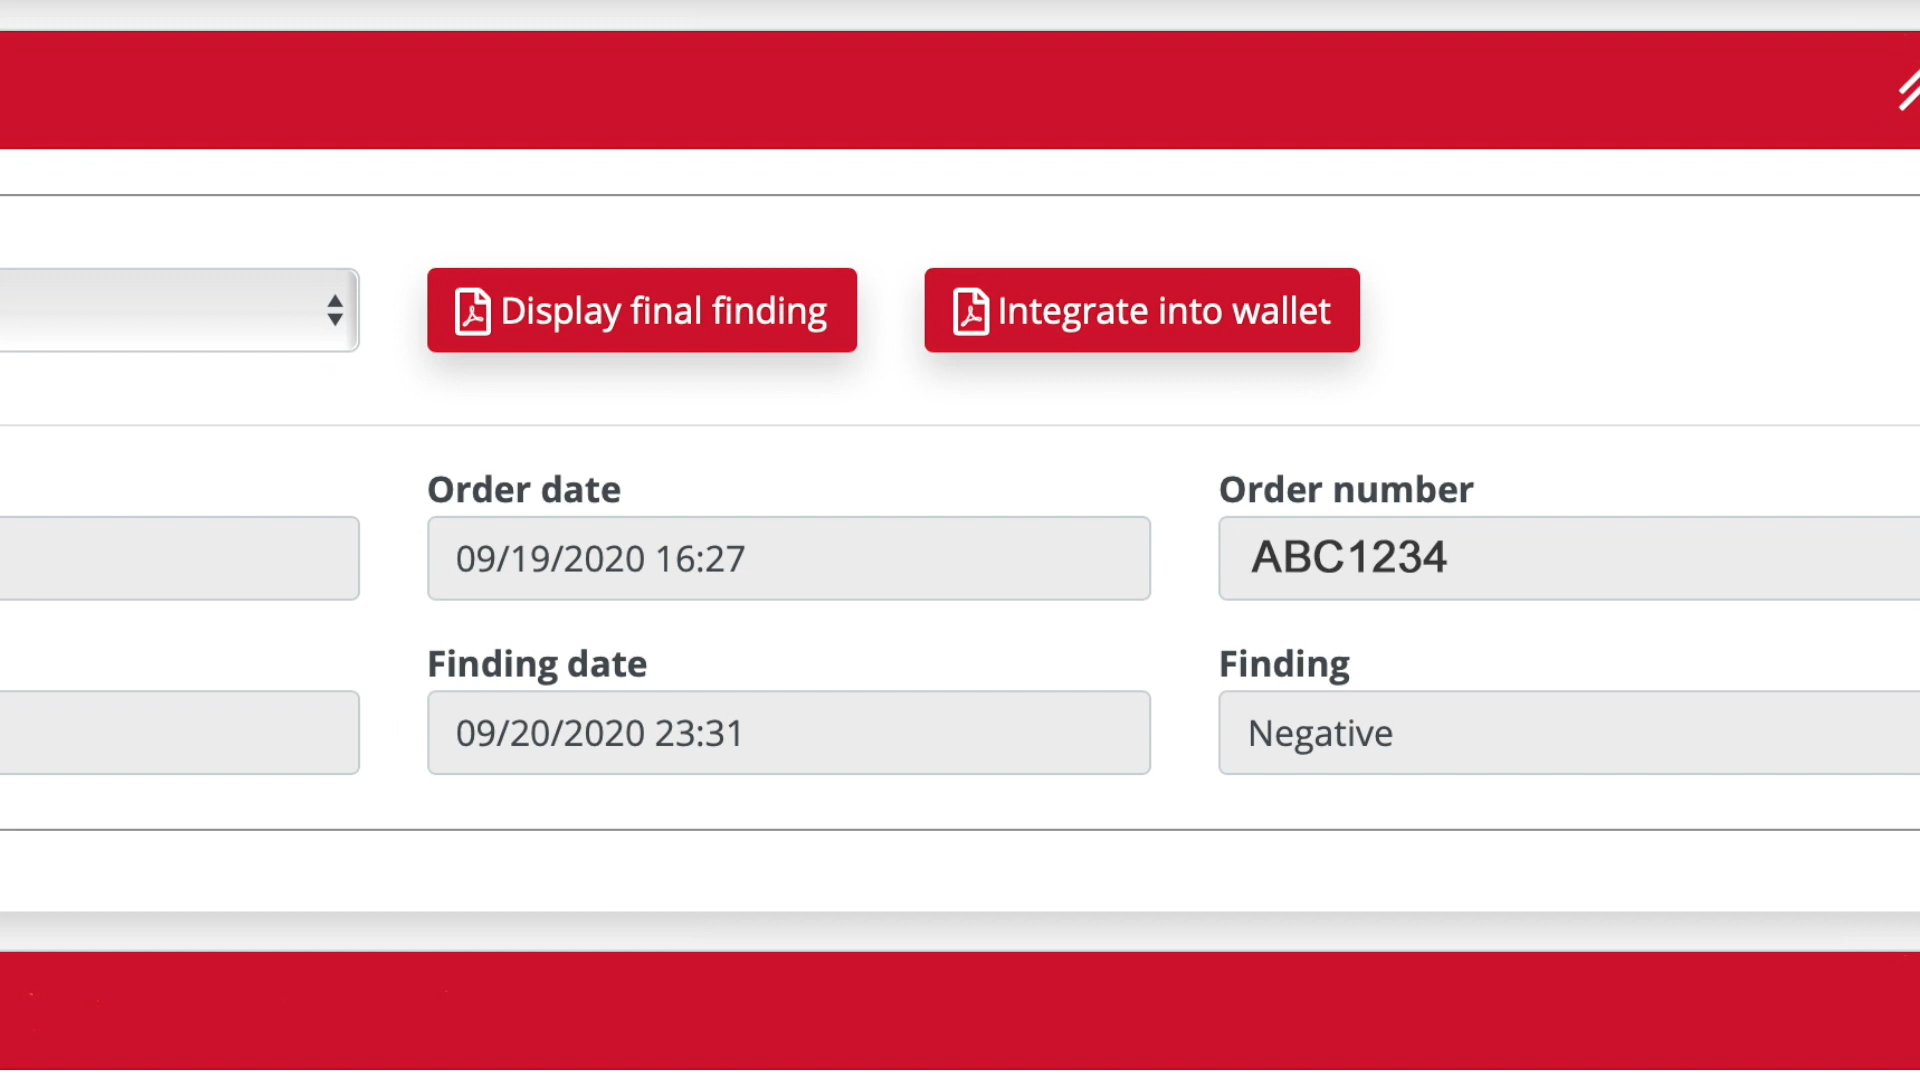 Display final finding
Integrate into wallet
Order date
Order number
09/19/2020 16:27
ABC1234
Finding date
Finding
09/20/2020 23:31
Negative